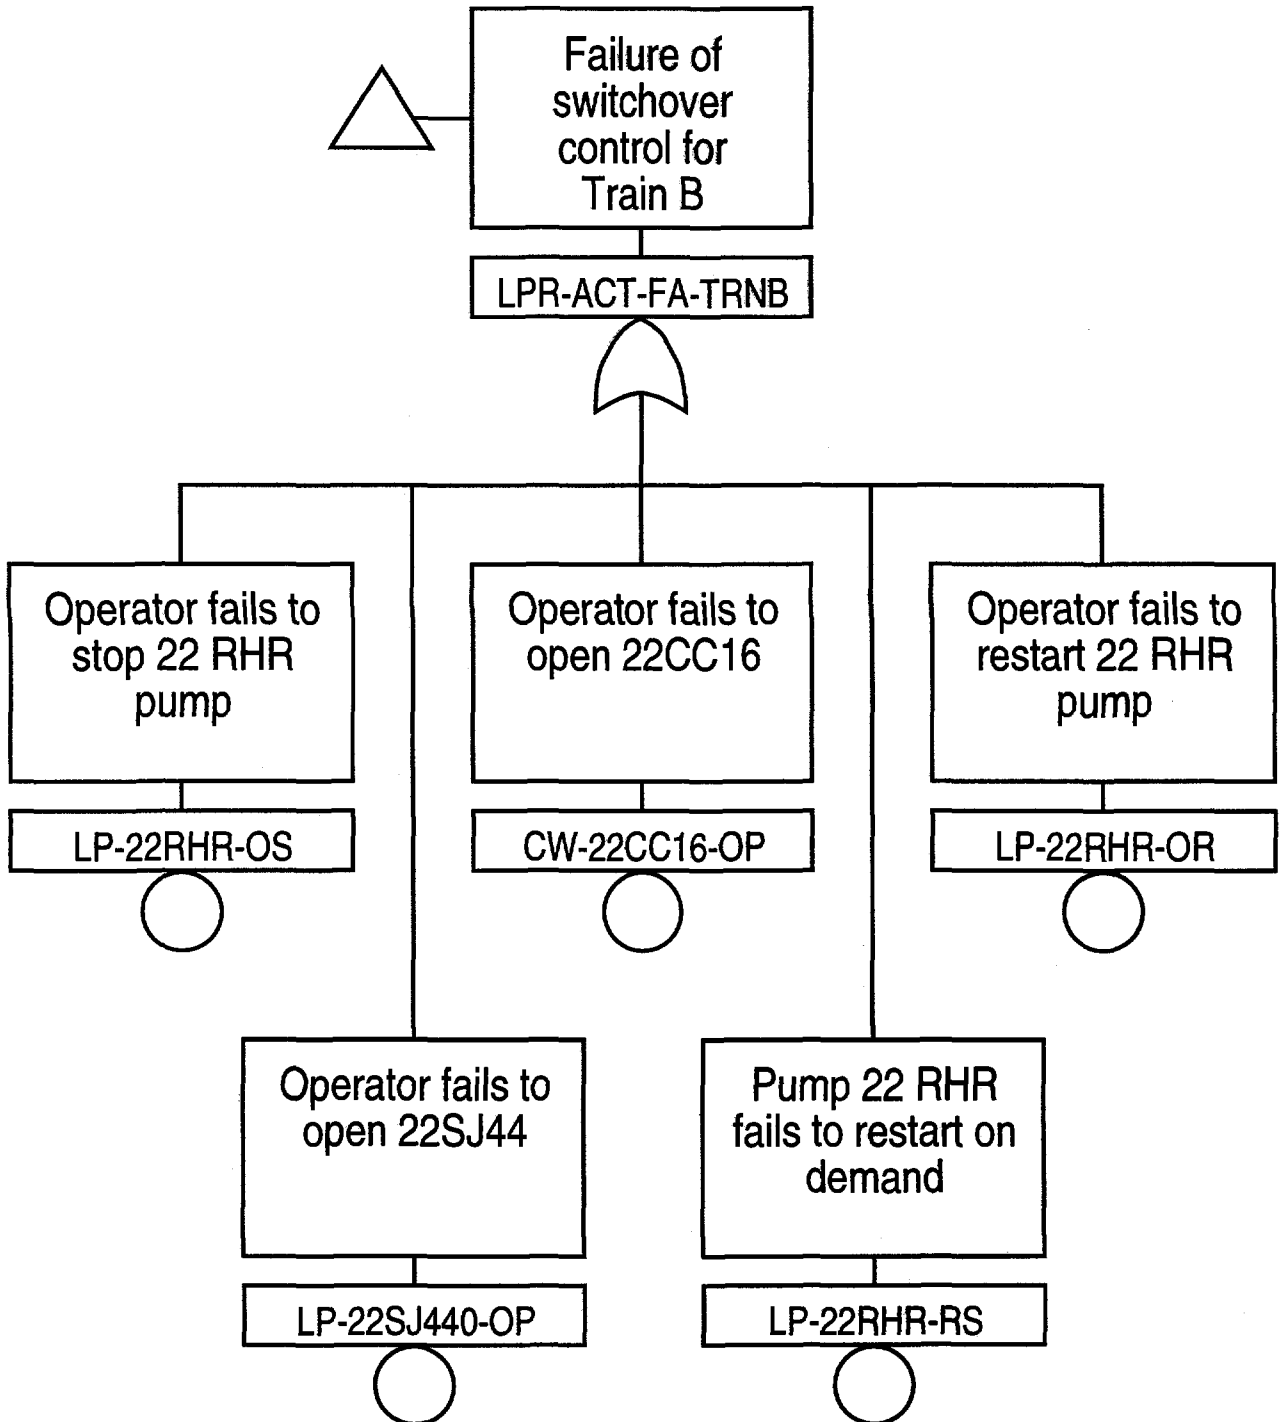 Failure of
switchover
control for
Train B
LPR-ACT-FA-TRNB
Operator fails to
stop 22 RHR
pump
LP-22RHR-OS
Operator fails to
open 22CC16
CW-22CC16-OP
Operator fails to
restart 22 RHR
pump
LP-22RHR-OR
Operator fails to
open 22SJ44
LP-22SJ440-OP
Pump 22 RHR
fails to restart on
demand
LP-22RHR-RS